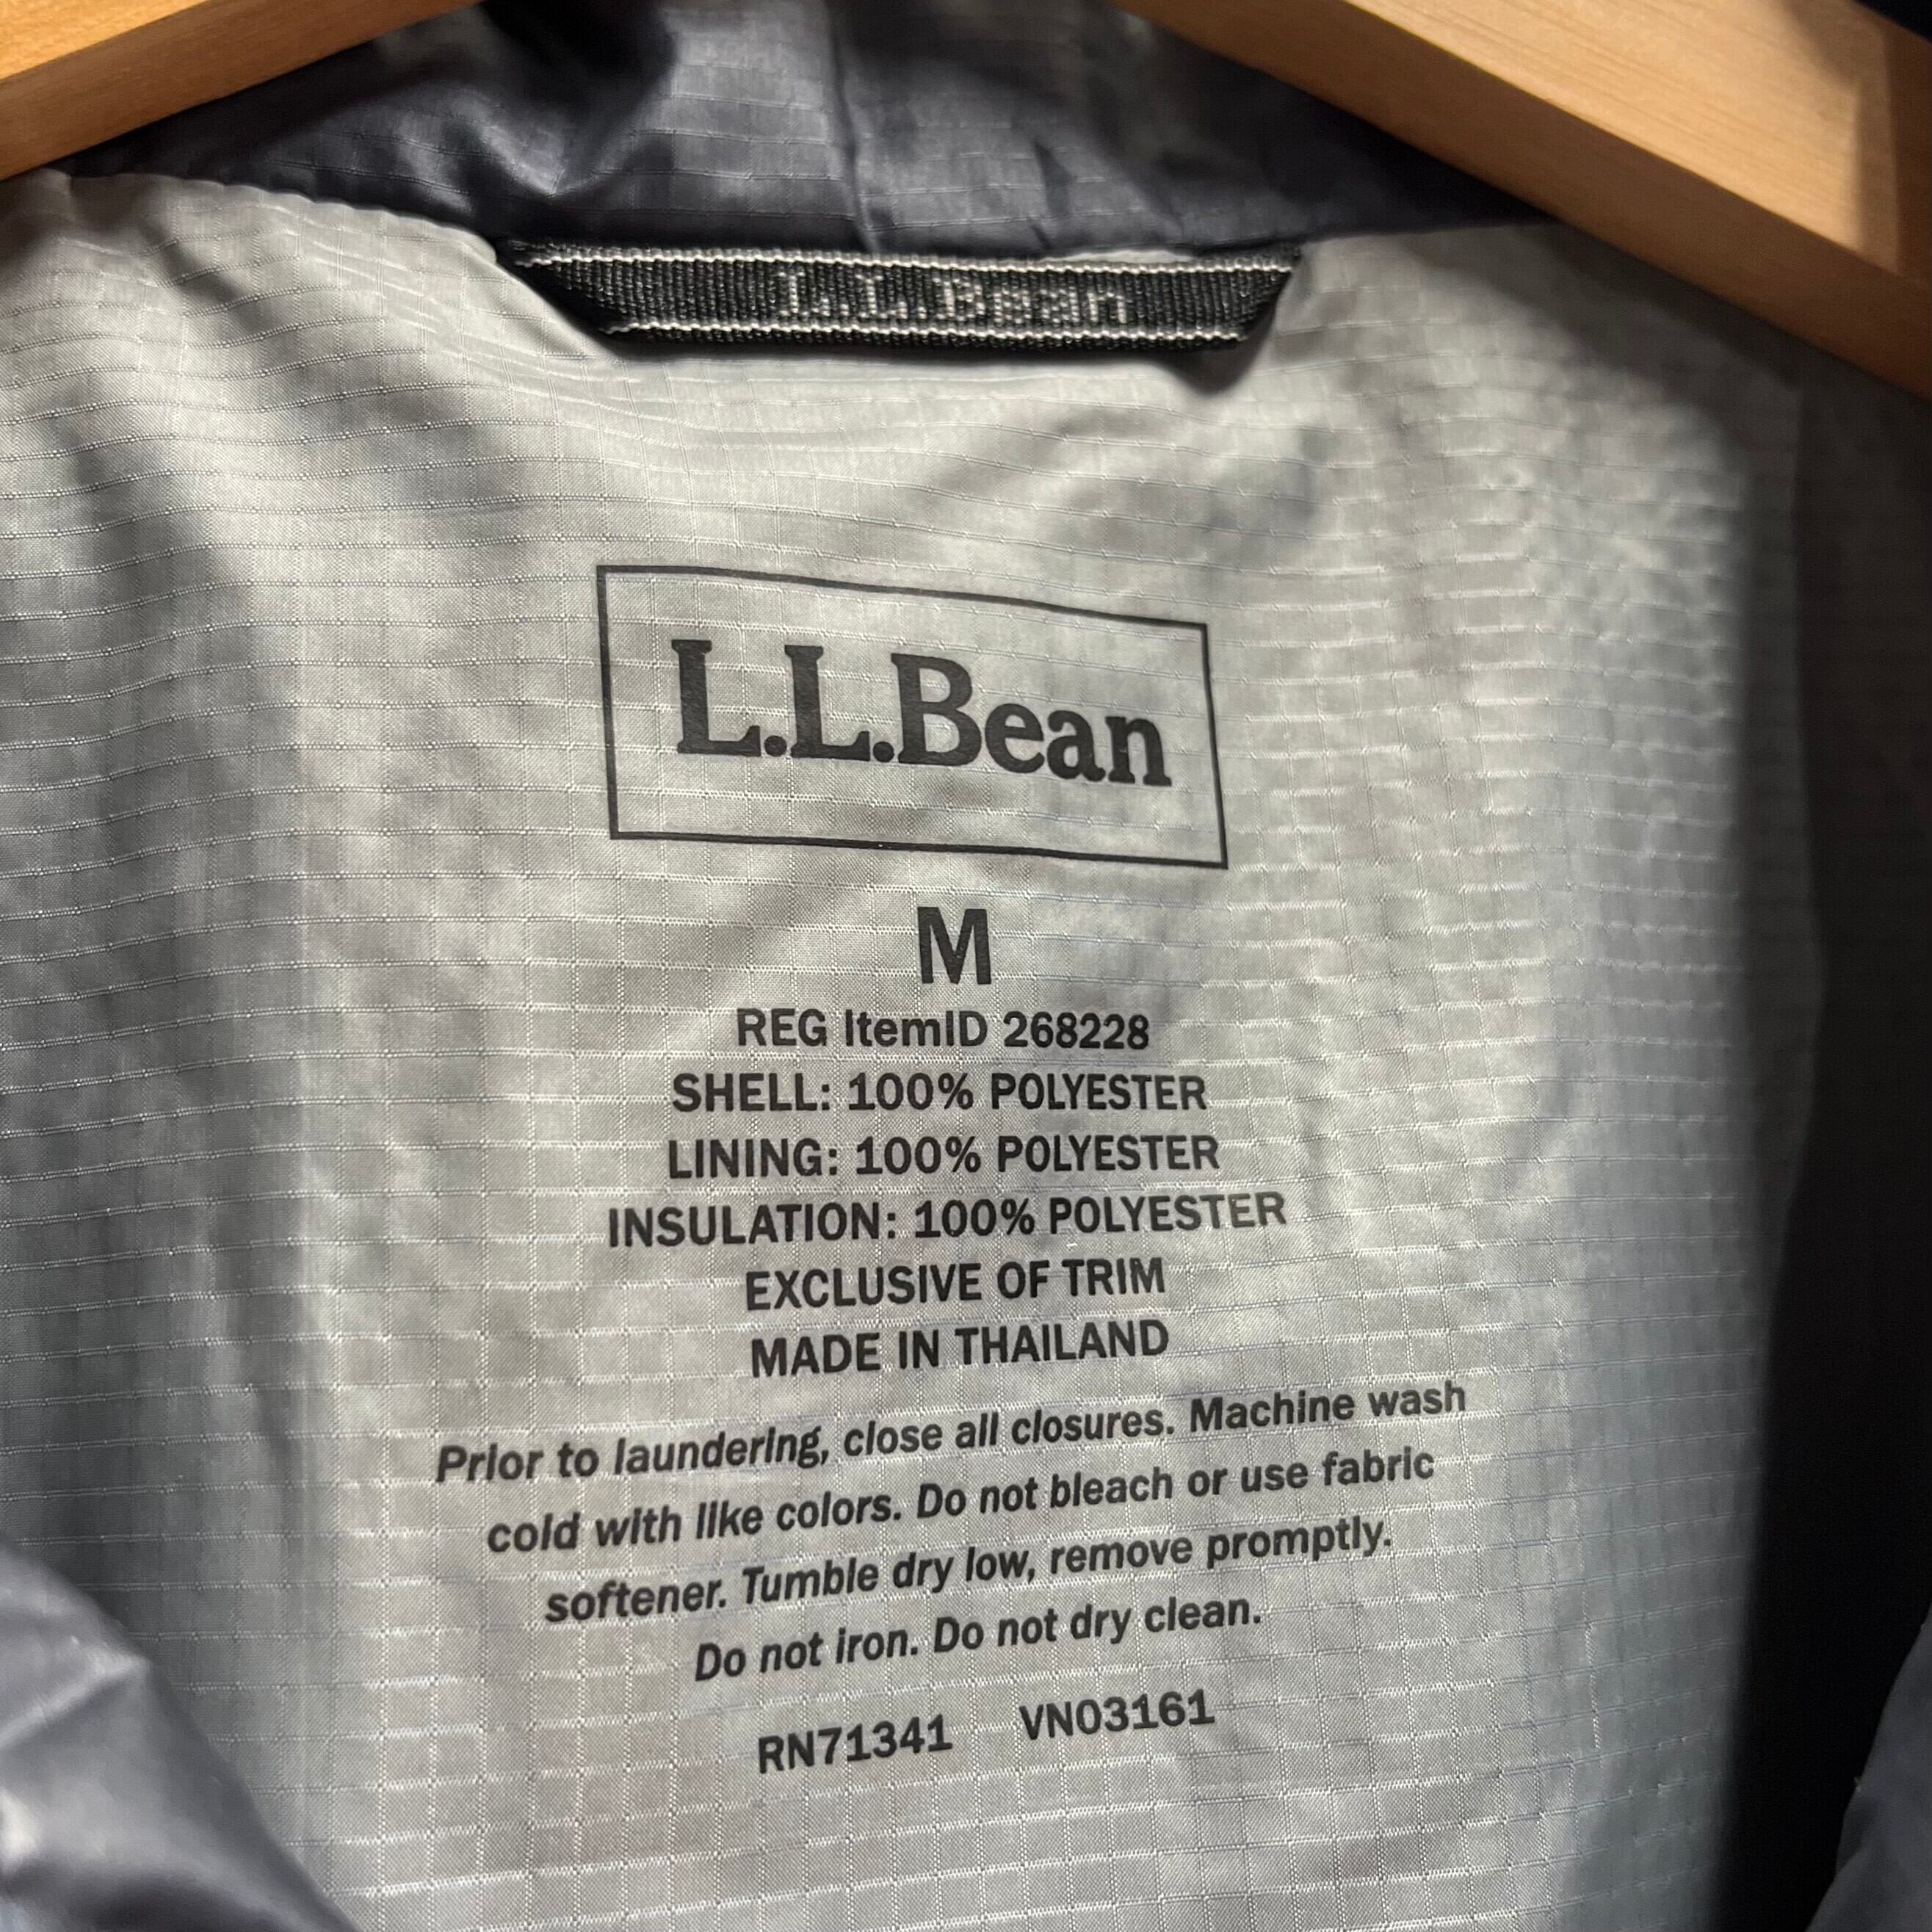 L.L.Bean
L.L.Bean
M
REG ItemID 268228
SHELL: 100% POLYESTER
LINING: 100% POLYESTER
INSULATION: 100% POLYESTER
EXCLUSIVE OF TRIM
MADE IN THAILAND
Prior to laundering, close all closures. Machine wash
cold with like colors. Do not bleach or use fabric
softener. Tumble dry low, remove promptly.
Do not iron. Do not dry clean.
RN71341 VN03161